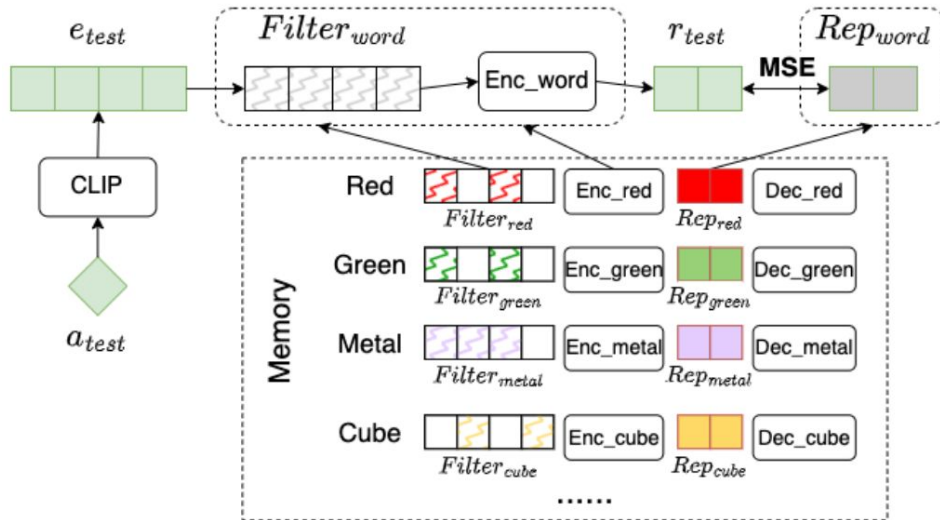 e_test
Filter_word
r_test
Rep_word
MSE
Enc_word
CLIP
a_test
Memory
Red
Enc_red
Dec_red
Filter_red
Rep_red
Green
Enc_green
Dec_green
Filter_green
Rep_green
Metal
Enc_metal
Dec_metal
Filter_metal
Rep_metal
Cube
Enc_cube
Dec_cube
Filter_cube
Rep_cube
......